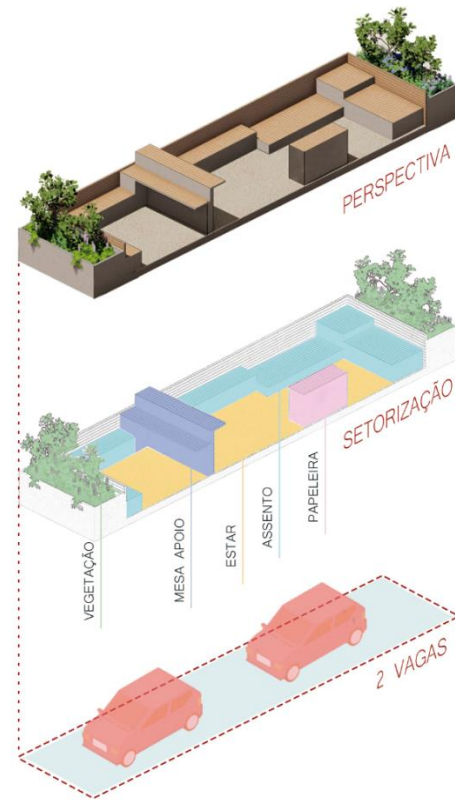 PERSPECTIVA
SETORIZAÇÃO
VEGETAÇÃO
MESA APOIO
ESTAR
ASSENTO
PAPELEIRA
2 VAGAS